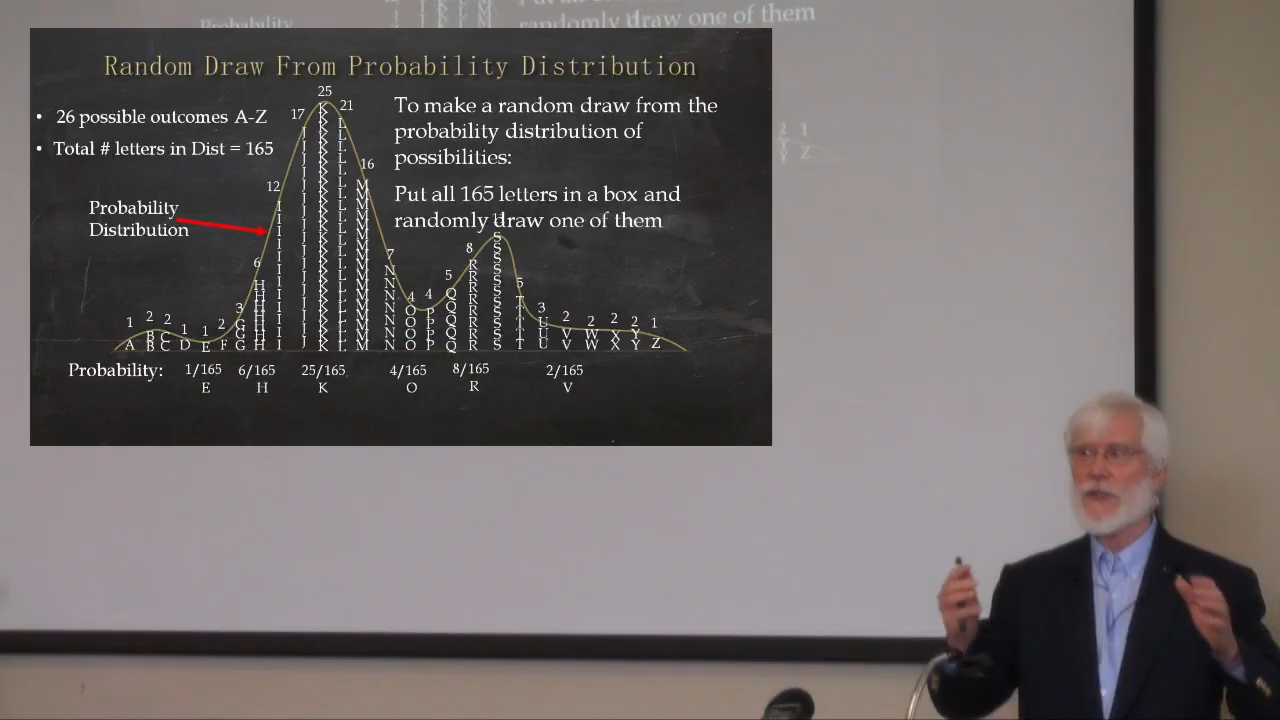 Probability
randomly draw one of them
2 1
Y Z
Random Draw From Probability Distribution
• 26 possible outcomes A-Z
• Total # letters in Dist = 165
Probability
Distribution
To make a random draw from the
probability distribution of
possibilities:
Put all 165 letters in a box and
randomly draw one of them
1 2 2 1 1 2 3 6 12 17 25 21 16 7 4 4 5 8 11 5 3 2 2 2 2 1
A B C D E F G H I J K L M N O P Q R S T U V W X Y Z
Probability: 1/165 6/165 25/165 4/165 8/165 2/165
E H K O R V